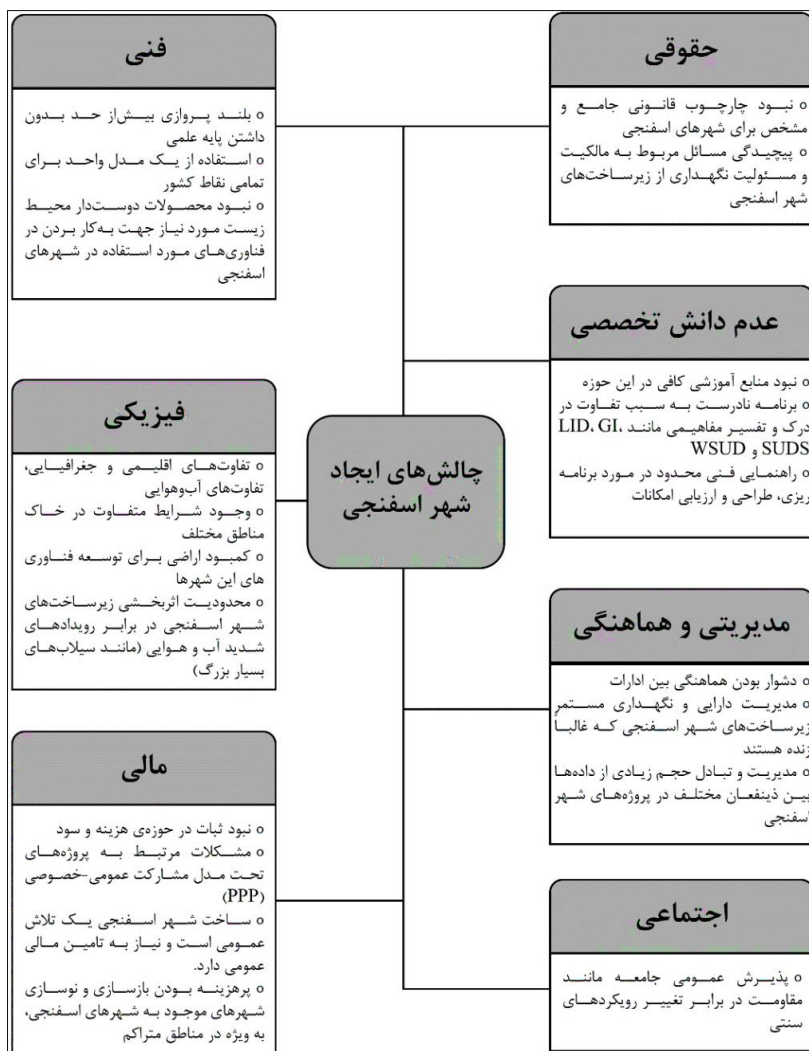 حقوقی
o نبود چارچوب قانونی جامع و
مشخص برای شهرهای اسفنجی
o پیچیدگی مسائل مربوط به مالکیت
و مسئولیت نگهداری از زیرساخت‌های
شهر اسفنجی
فنی
o بلند پروازی بیش‌از حد بدون
داشتن پایه علمی
o استفاده از یک مدل واحد برای
تمامی نقاط کشور
o نبود محصولات دوست‌دار محیط
زیست مورد نیاز جهت به‌کار بردن در
فناوری‌های مورد استفاده در شهرهای
اسفنجی
عدم دانش تخصصی
o نبود منابع آموزشی کافی در این حوزه
o برنامه نادرست به سبب تفاوت در
درک و تفسیر مفاهیمی مانند LID، GI،
SUDS و WSUD
o راهنمایی فنی محدود در مورد برنامه
ریزی، طراحی و ارزیابی امکانات
چالش‌های ایجاد
شهر اسفنجی
فیزیکی
o تفاوت‌های اقلیمی و جغرافیایی،
تفاوت‌های آب‌وهوایی
o وجود شرایط متفاوت در خاک
مناطق مختلف
o کمبود اراضی برای توسعه فناوری
های این شهرها
o محدودیت اثربخشی زیرساخت‌های
شهر اسفنجی در برابر رویدادهای
شدید آب و هوایی (مانند سیلاب‌های
بسیار بزرگ)
مدیریتی و هماهنگی
o دشوار بودن هماهنگی بین ادارات
o مدیریت دارایی و نگهداری مستمر
زیرساخت‌های شهر اسفنجی که غالباً
زنده هستند
o مدیریت و تبادل حجم زیادی از داده‌ها
بین ذینفعان مختلف در پروژه‌های شهر
اسفنجی
مالی
o نبود ثبات در حوزه‌ی هزینه و سود
o مشکلات مرتبط به پروژه‌های
تحت مدل مشارکت عمومی-خصوصی
(PPP)
o ساخت شهر اسفنجی یک تلاش
عمومی است و نیاز به تامین مالی
عمومی دارد.
o پرهزینه بودن بازسازی و نوسازی
شهرهای موجود به شهرهای اسفنجی،
به ویژه در مناطق متراکم
اجتماعی
o پذیرش عمومی جامعه مانند
مقاومت در برابر تغییر رویکردهای
سنتی